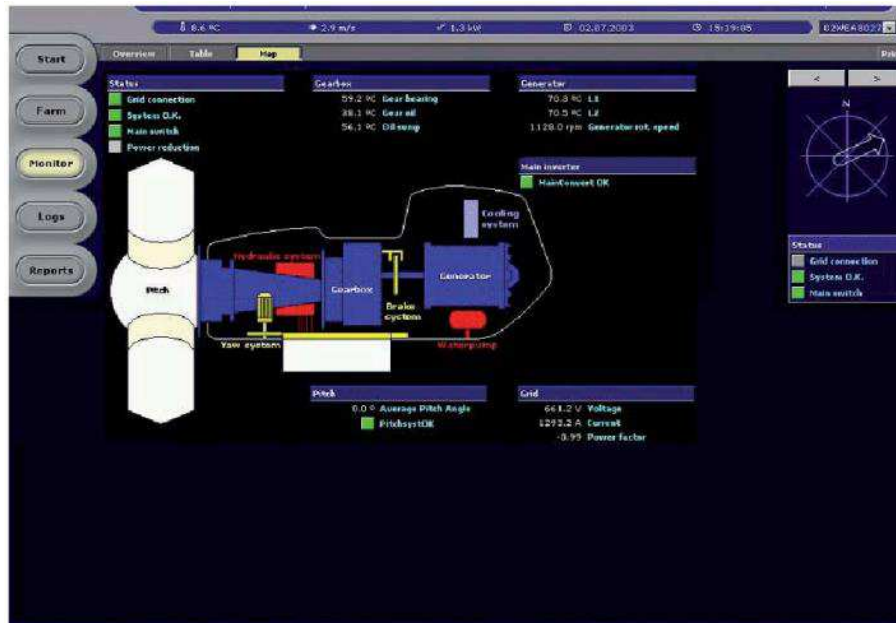 8.6 ºC 2.9 m/s 1.3 kW 02.07.2003 15:19:05
Start
Overview Table Map
Status
Grid connection
System O.K.
Main switch
Power reduction
Gearbox
59.2 ºC Gear bearing
38.1 ºC Gear oil
56.1 ºC Oil sump
Generator
70.8 ºC L1
70.5 ºC L2
1128.0 rpm Generator rot. speed
< >
N
Farm
Monitor
Main inverter
MainConvert OK
Logs
Cooling
system
Reports
Hydraulic system
Pitch
Gearbox
Generator
Brake
system
Yaw system
Waterpump
Status
Grid connection
System O.K.
Main switch
Pitch
0.0 º Average Pitch Angle
PitchsystOK
Grid
661.2 V Voltage
1293.2 A Current
Power factor